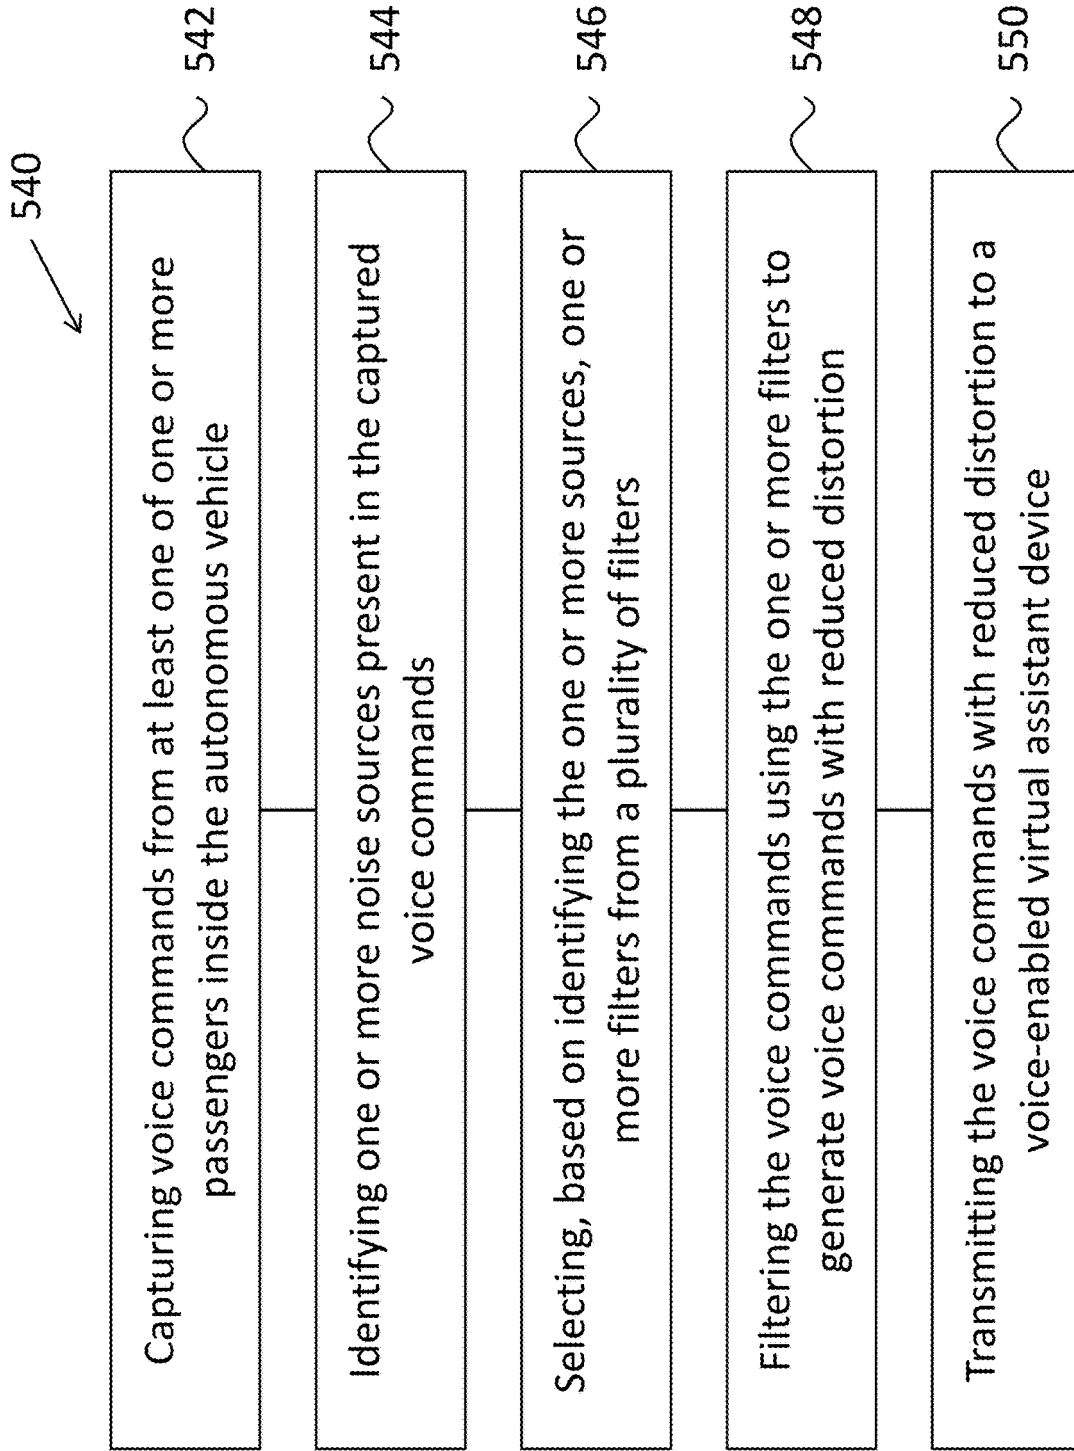 540
Capturing voice commands from at least one of one or more
passengers inside the autonomous vehicle
542
Identifying one or more noise sources present in the captured
voice commands
544
Selecting, based on identifying the one or more sources, one or
more filters from a plurality of filters
546
Filtering the voice commands using the one or more filters to
generate voice commands with reduced distortion
548
Transmitting the voice commands with reduced distortion to a
voice-enabled virtual assistant device
550